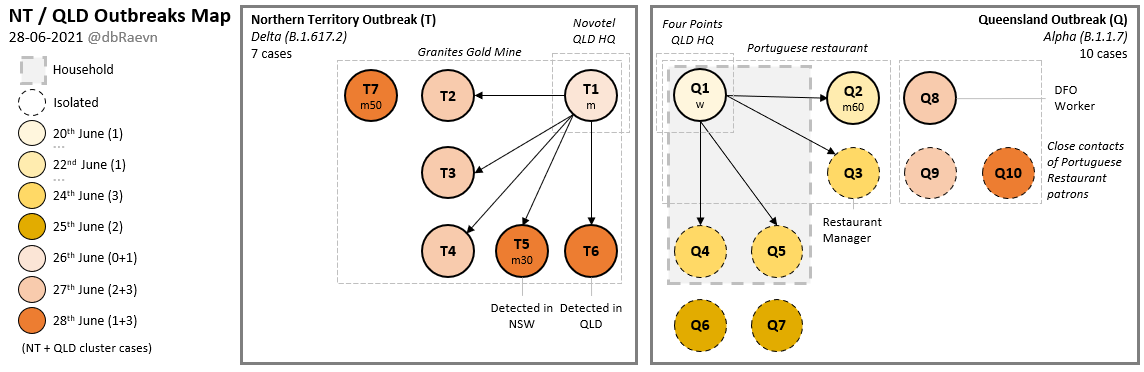 NT / QLD Outbreaks Map
28-06-2021 @dbRaevn
Household
Isolated
20th June (1)
...
22nd June (1)
...
24th June (3)
25th June (2)
26th June (0+1)
27th June (2+3)
28th June (1+3)
(NT + QLD cluster cases)
Northern Territory Outbreak (T)
Delta (B.1.617.2)
7 cases
Novotel
QLD HQ
Granites Gold Mine
T7
m50
T2
T1
m
T3
T4
T5
m30
T6
Detected in
NSW
Detected in
QLD
Queensland Outbreak (Q)
Alpha (B.1.1.7)
10 cases
Four Points
QLD HQ
Portuguese restaurant
Q1
w
Q2
m60
Q8
DFO
Worker
Q3
Q9
Q10
Close contacts
of Portuguese
Restaurant
patrons
Restaurant
Manager
Q4
Q5
Q6
Q7